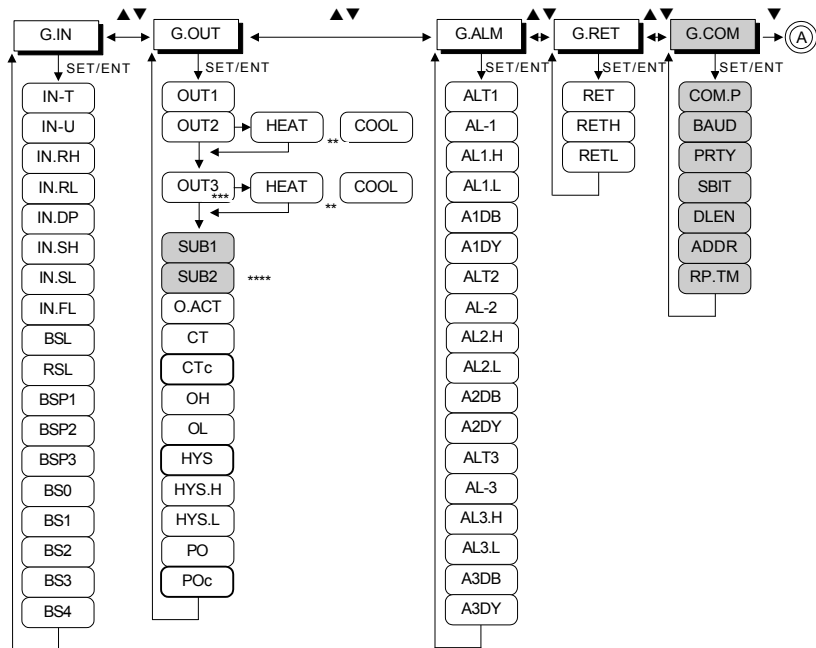 ▲▼ ▲▼ ▲▼ ▲▼ ▼
G.IN G.OUT G.ALM G.RET G.COM A
SET/ENT SET/ENT SET/ENT SET/ENT SET/ENT
IN-T
IN-U
IN.RH
IN.RL
IN.DP
IN.SH
IN.SL
IN.FL
BSL
RSL
BSP1
BSP2
BSP3
BS0
BS1
BS2
BS3
BS4
OUT1
OUT2 HEAT COOL
**
OUT3 HEAT COOL
*** **
SUB1
SUB2 ****
O.ACT
CT
CTc
OH
OL
HYS
HYS.H
HYS.L
PO
POc
ALT1
AL-1
AL1.H
AL1.L
A1DB
A1DY
ALT2
AL-2
AL2.H
AL2.L
A2DB
A2DY
ALT3
AL-3
AL3.H
AL3.L
A3DB
A3DY
RET
RETH
RETL
COM.P
BAUD
PRTY
SBIT
DLEN
ADDR
RP.TM